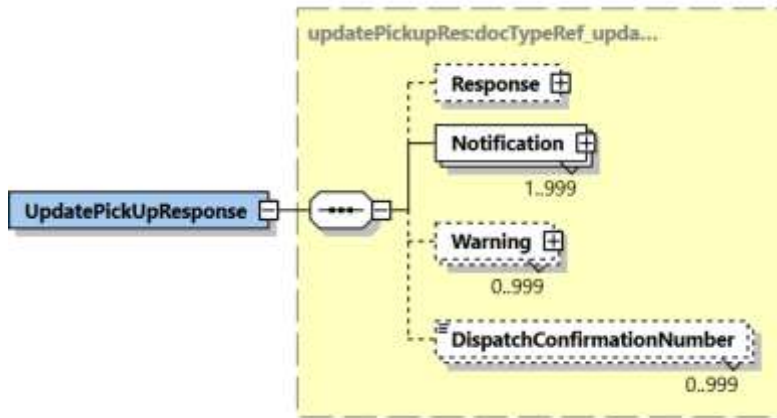 updatePickupRes:docTypeRef_upda...
Response
Notification
1..999
UpdatePickUpResponse
Warning
0..999
DispatchConfirmationNumber
0..999